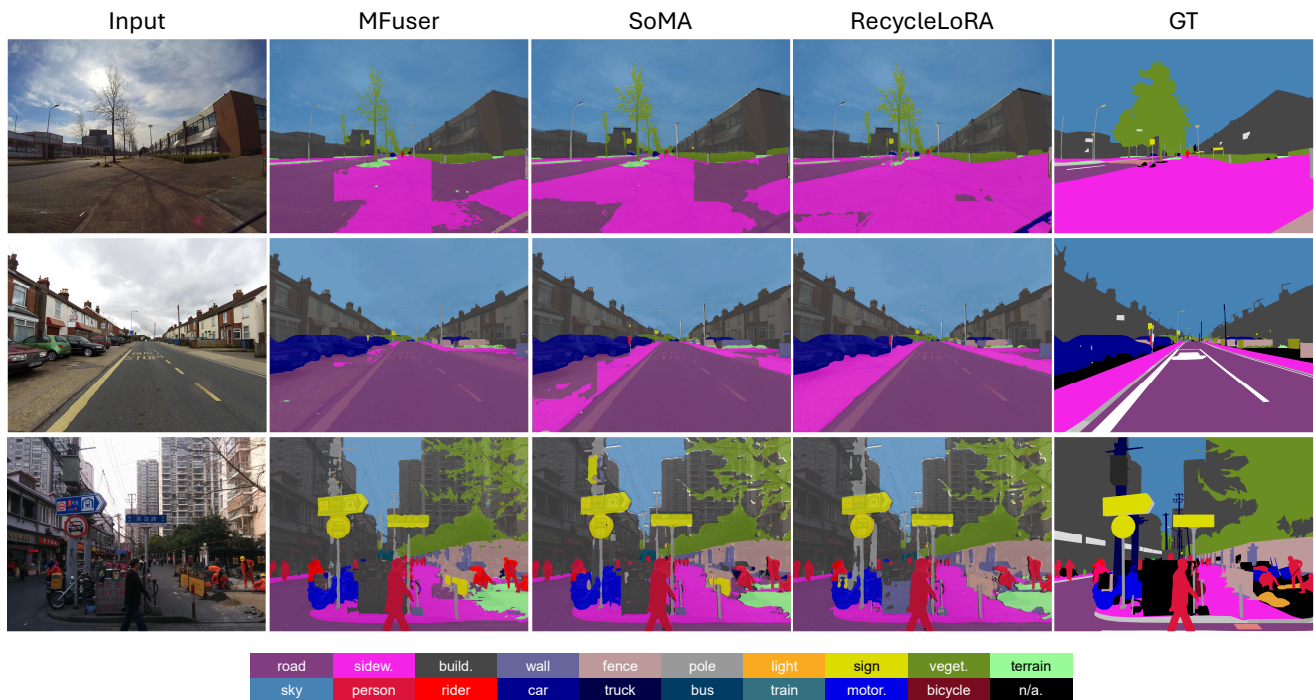 Input MFuser SoMA RecycleLoRA GT
road sidew. build. wall fence pole light sign veget. terrain
sky person rider car truck bus train motor. bicycle n/a.